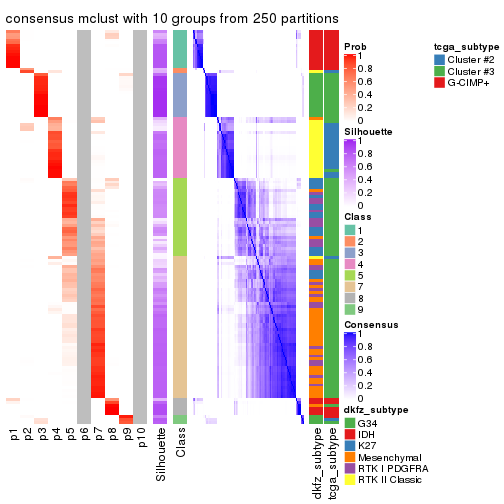 consensus mclust with 10 groups from 250 partitions
p1
p2
p3
p4
p5
p6
p7
p8
p9
p10
Silhouette
Class
dkfz_subtype
tcga_subtype
Prob
1
0.8
0.6
0.4
0.2
0
Silhouette
1
0.8
0.6
0.4
0.2
0
Class
1
2
3
4
5
7
8
9
Consensus
1
0.8
0.6
0.4
0.2
0
dkfz_subtype
G34
IDH
K27
Mesenchymal
RTK I PDGFRA
RTK II Classic
tcga_subtype
Cluster #2
Cluster #3
G-CIMP+